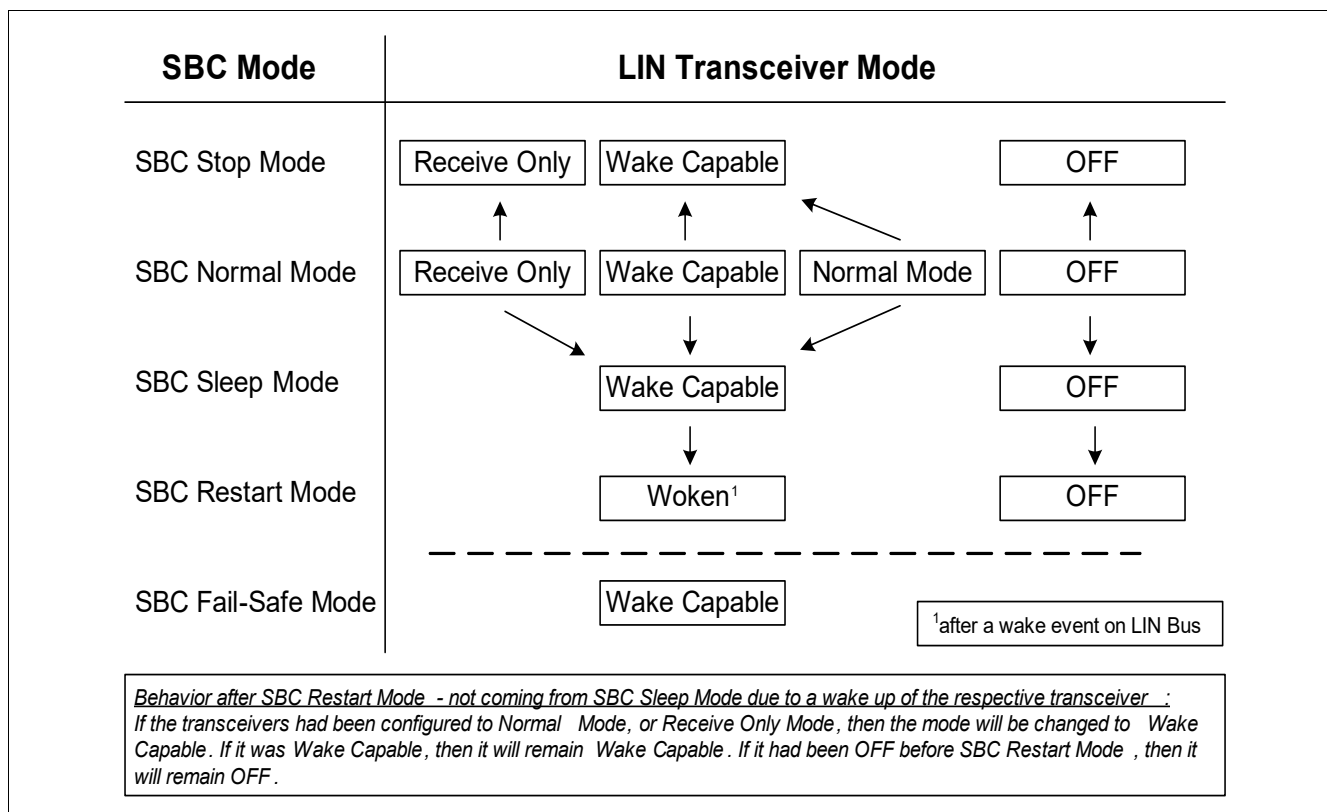 SBC Mode LIN Transceiver Mode
SBC Stop Mode Receive Only Wake Capable OFF
SBC Normal Mode Receive Only Wake Capable Normal Mode OFF
SBC Sleep Mode Wake Capable OFF
SBC Restart Mode Woken¹ OFF
SBC Fail-Safe Mode Wake Capable
¹after a wake event on LIN Bus
Behavior after SBC Restart Mode - not coming from SBC Sleep Mode due to a wake up of the respective transceiver :
If the transceivers had been configured to Normal Mode, or Receive Only Mode, then the mode will be changed to Wake
Capable. If it was Wake Capable, then it will remain Wake Capable. If it had been OFF before SBC Restart Mode, then it
will remain OFF.